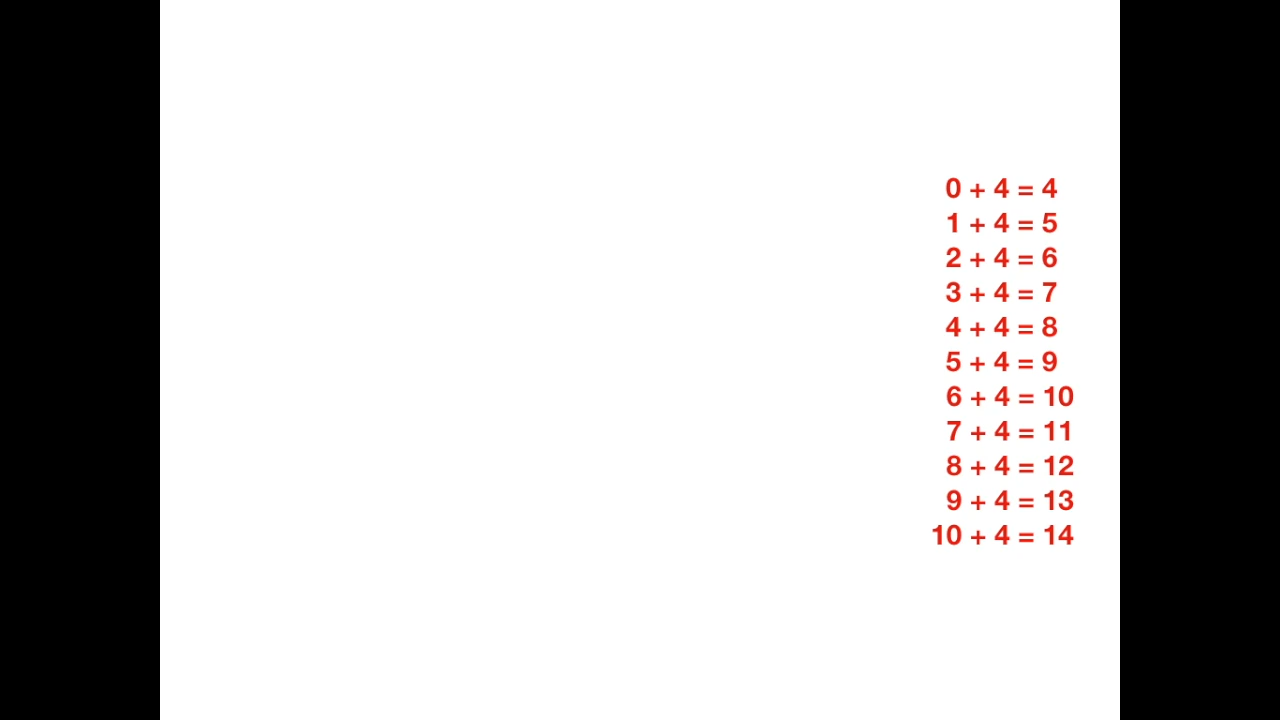 0 + 4 = 4
1 + 4 = 5
2 + 4 = 6
3 + 4 = 7
4 + 4 = 8
5 + 4 = 9
6 + 4 = 10
7 + 4 = 11
8 + 4 = 12
9 + 4 = 13
10 + 4 = 14